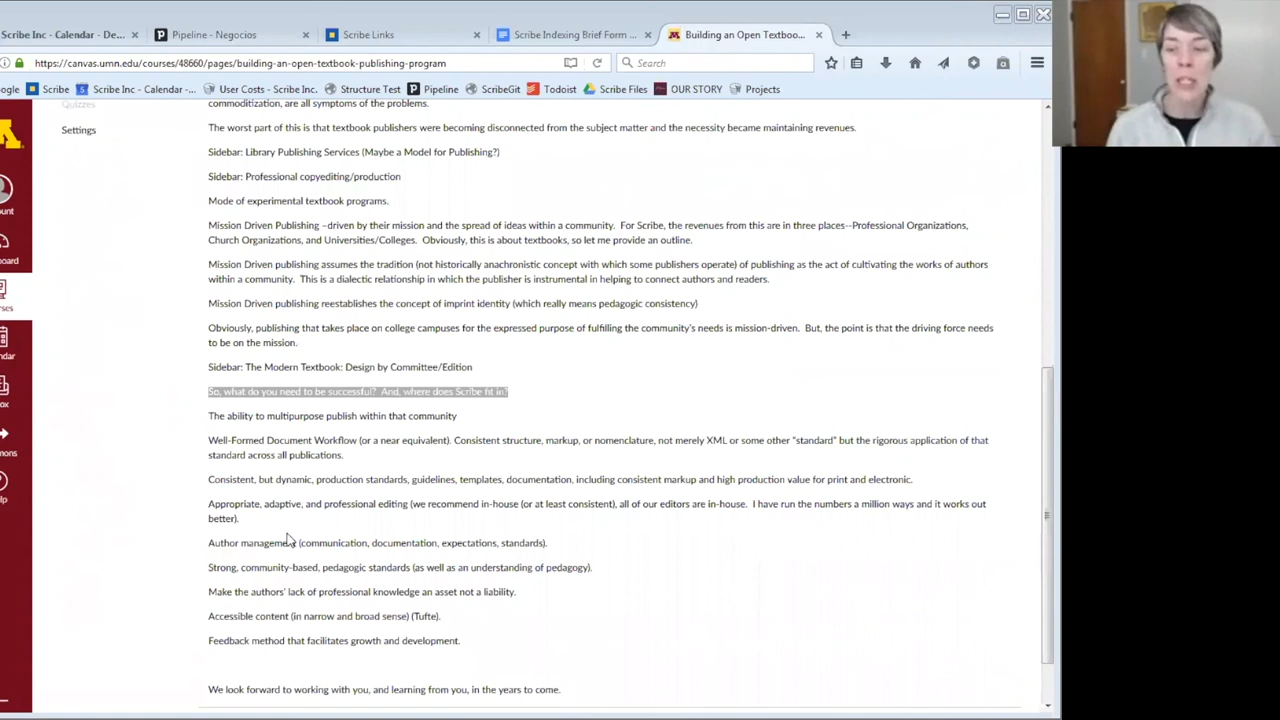 Scribe Inc - Calendar - De...
Pipeline - Negocios
Scribe Links
Scribe Indexing Brief Form ...
Building an Open Textboo...
https://canvas.umn.edu/courses/48660/pages/building-an-open-textbook-publishing-program
Search
ogle
Scribe
Scribe Inc. - Calendar -...
User Costs - Scribe Inc.
Structure Test
Pipeline
ScribeGit
Todoist
Scribe Files
OUR STORY
Projects
Quizzes
Settings
ount
board
rses
ndar
ox
mons
elp
commoditization, are all symptoms of the problems.
The worst part of this is that textbook publishers were becoming disconnected from the subject matter and the necessity became maintaining revenues.
Sidebar: Library Publishing Services (Maybe a Model for Publishing?)
Sidebar: Professional copyediting/production
Mode of experimental textbook programs.
Mission Driven Publishing –driven by their mission and the spread of ideas within a community. For Scribe, the revenues from this are in three places--Professional Organizations,
Church Organizations, and Universities/Colleges. Obviously, this is about textbooks, so let me provide an outline.
Mission Driven publishing assumes the tradition (not historically anachronistic concept with which some publishers operate) of publishing as the act of cultivating the works of authors
within a community. This is a dialectic relationship in which the publisher is instrumental in helping to connect authors and readers.
Mission Driven publishing reestablishes the concept of imprint identity (which really means pedagogic consistency)
Obviously, publishing that takes place on college campuses for the expressed purpose of fulfilling the community's needs is mission-driven. But, the point is that the driving force needs
to be on the mission.
Sidebar: The Modern Textbook: Design by Committee/Edition
So, what do you need to be successful? And, where does Scribe fit in?
The ability to multipurpose publish within that community
Well-Formed Document Workflow (or a near equivalent). Consistent structure, markup, or nomenclature, not merely XML or some other "standard" but the rigorous application of that
standard across all publications.
Consistent, but dynamic, production standards, guidelines, templates, documentation, including consistent markup and high production value for print and electronic.
Appropriate, adaptive, and professional editing (we recommend in-house (or at least consistent), all of our editors are in-house. I have run the numbers a million ways and it works out
better).
Author management (communication, documentation, expectations, standards).
Strong, community-based, pedagogic standards (as well as an understanding of pedagogy).
Make the authors' lack of professional knowledge an asset not a liability.
Accessible content (in narrow and broad sense) (Tufte).
Feedback method that facilitates growth and development.
We look forward to working with you, and learning from you, in the years to come.